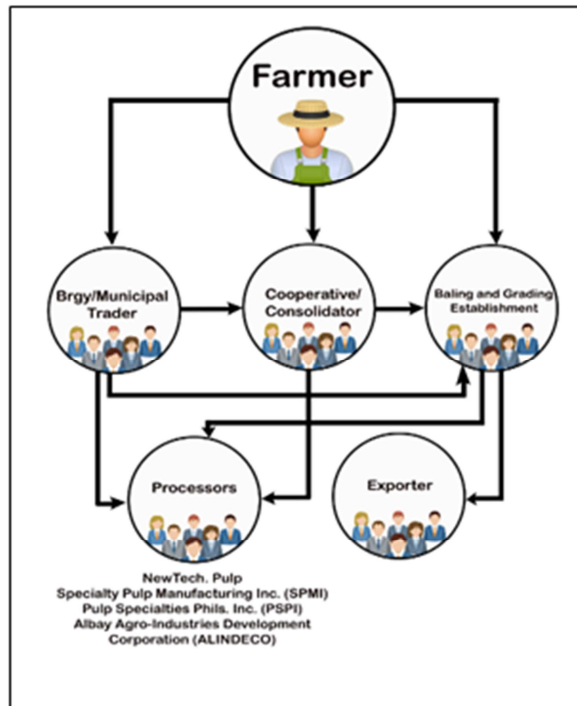 Farmer
Brgy/Municipal
Trader
Cooperative/
Consolidator
Baling and Grading
Establishment
Processors
Exporter
NewTech. Pulp
Specialty Pulp Manufacturing Inc. (SPMI)
Pulp Specialties Phils. Inc. (PSPI)
Albay Agro-Industries Development
Corporation (ALINDECO)